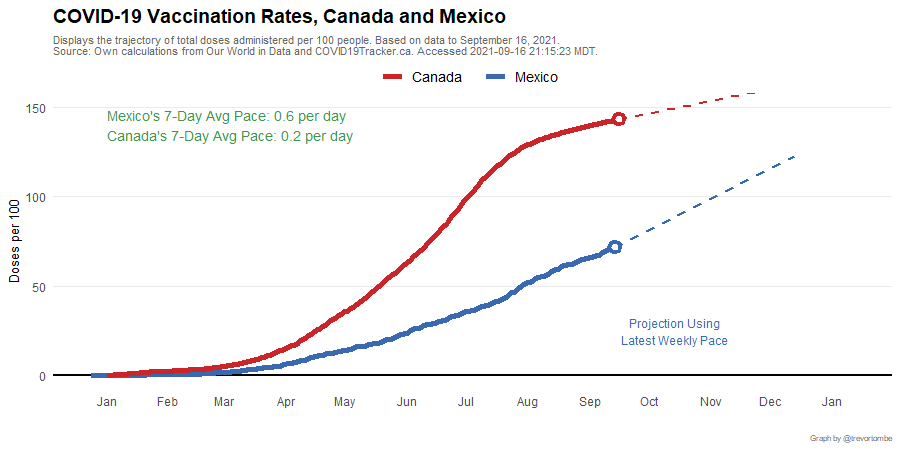 COVID-19 Vaccination Rates, Canada and Mexico
Displays the trajectory of total doses administered per 100 people. Based on data to September 16, 2021.
Source: Own calculations from Our World in Data and COVID19Tracker.ca. Accessed 2021-09-16 21:15:23 MDT.
Canada Mexico
Mexico's 7-Day Avg Pace: 0.6 per day
Canada's 7-Day Avg Pace: 0.2 per day
Doses per 100
150
100
50
0
Projection Using
Latest Weekly Pace
Jan Feb Mar Apr May Jun Jul Aug Sep Oct Nov Dec Jan
Graph by @trevortombe